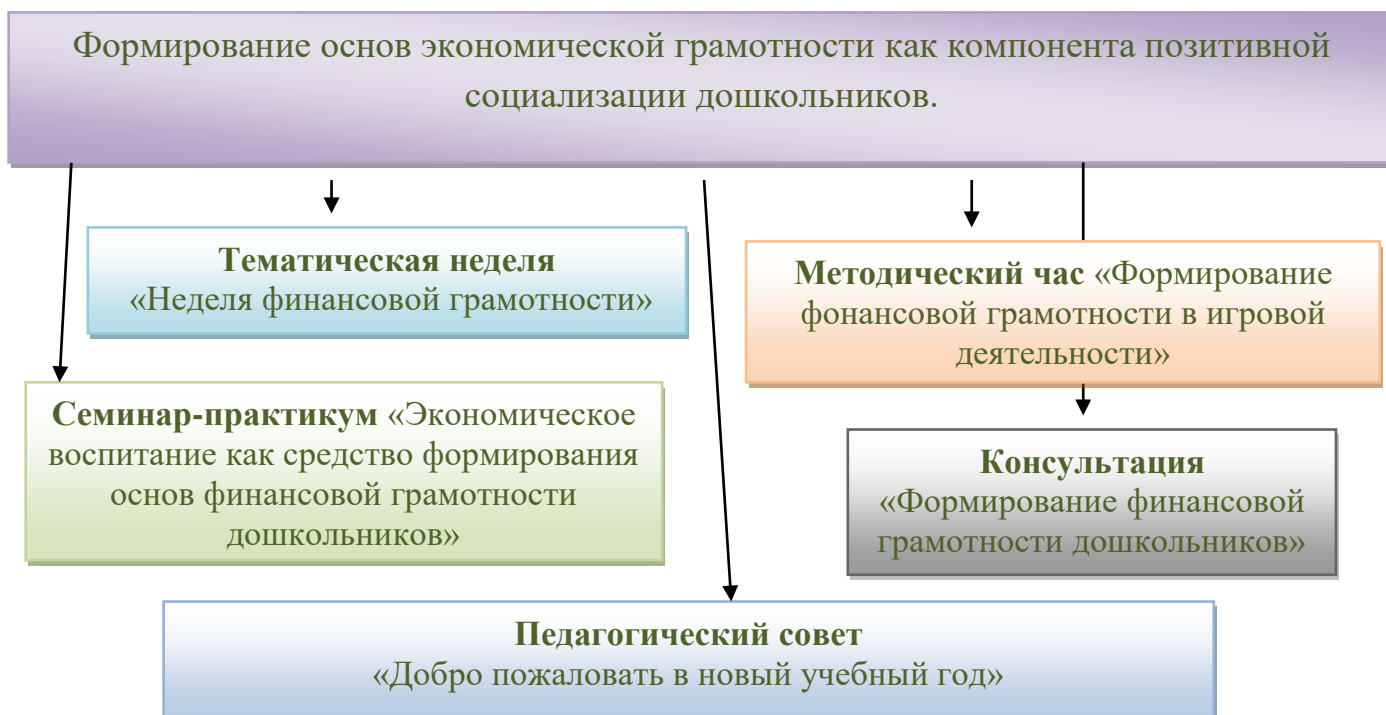 Формирование основ экономической грамотности как компонента позитивной
социализации дошкольников.
Тематическая неделя
«Неделя финансовой грамотности»
Методический час «Формирование
фонансовой грамотности в игровой
деятельности»
Семинар-практикум «Экономическое
воспитание как средство формирования
основ финансовой грамотности
дошкольников»
Консультация
«Формирование финансовой
грамотности дошкольников»
Педагогический совет
«Добро пожаловать в новый учебный год»